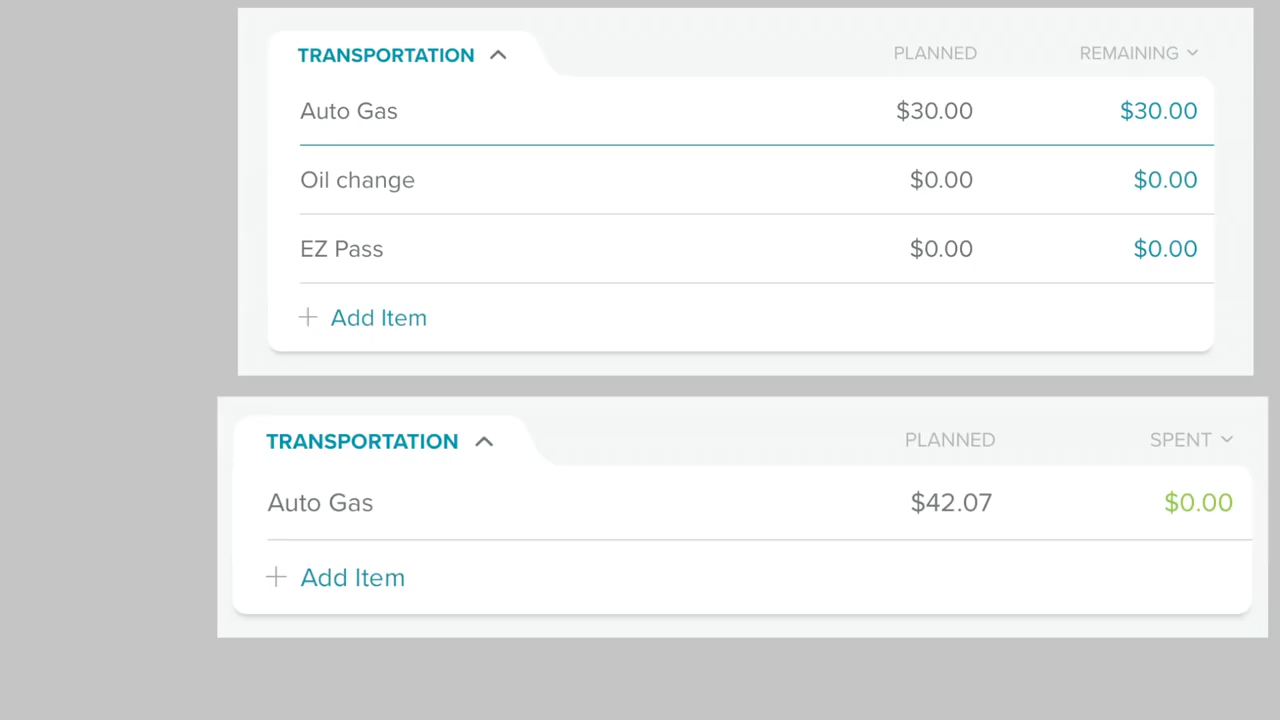 TRANSPORTATION PLANNED REMAINING
Auto Gas $30.00 $30.00
Oil change $0.00 $0.00
EZ Pass $0.00 $0.00
+ Add Item
TRANSPORTATION PLANNED SPENT
Auto Gas $42.07 $0.00
+ Add Item